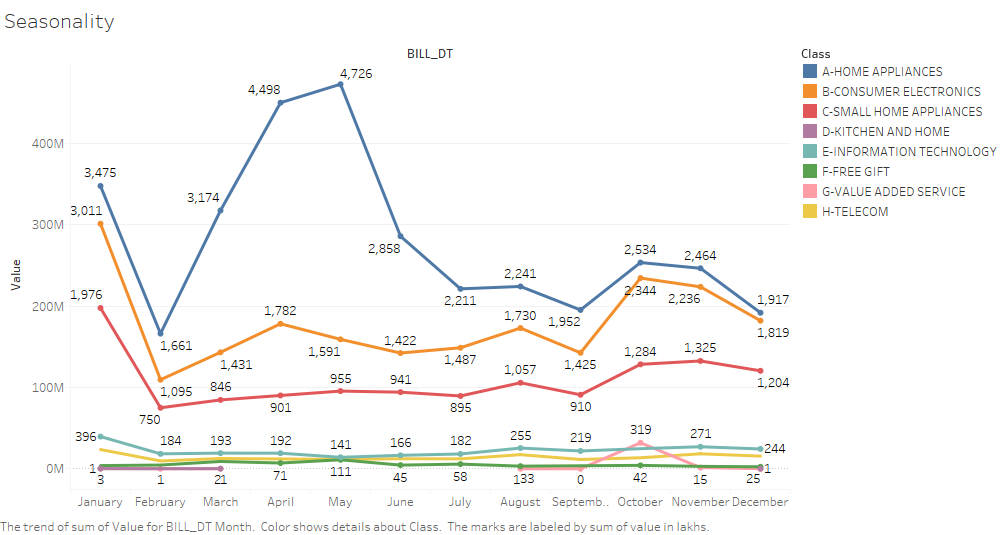 Seasonality
BILL_DT
Class
A-HOME APPLIANCES
B-CONSUMER ELECTRONICS
C-SMALL HOME APPLIANCES
D-KITCHEN AND HOME
E-INFORMATION TECHNOLOGY
F-FREE GIFT
G-VALUE ADDED SERVICE
H-TELECOM
Value
400M
300M
200M
100M
0M
3,475 1,661 3,174 4,498 4,726 2,858 2,211 2,241 1,952 2,534 2,464 1,917
3,011 1,095 1,431 1,782 1,591 1,422 1,487 1,730 1,425 2,344 2,236 1,819
1,976 750 846 901 955 941 895 1,057 910 1,284 1,325 1,204
396 184 193 192 141 166 182 255 219 319 271 244
1 1
3 1 21 71 111 45 58 133 0 42 15 25
January February March April May June July August Septemb.. October November December
The trend of sum of Value for BILL_DT Month. Color shows details about Class. The marks are labeled by sum of value in lakhs.